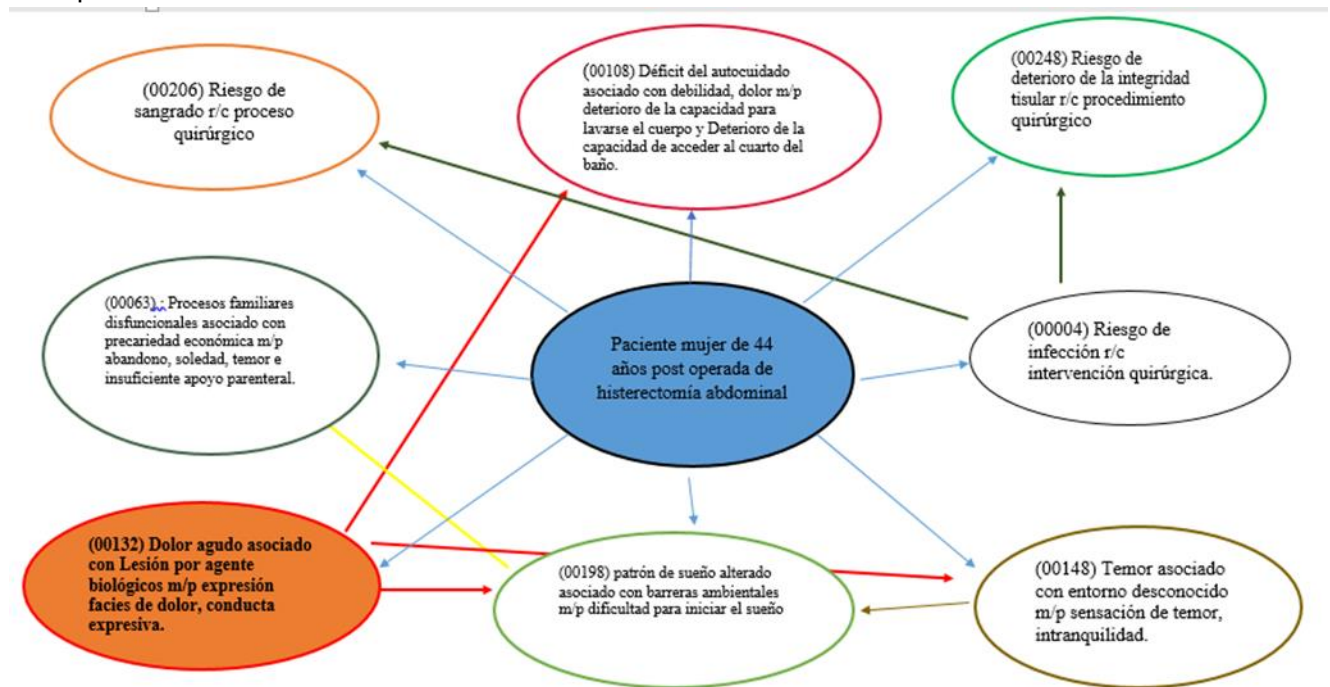 (00206) Riesgo de
sangrado r/c proceso
quirúrgico
(00108) Déficit del autocuidado
asociado con debilidad, dolor m/p
deterioro de la capacidad para
lavarse el cuerpo y Deterioro de la
capacidad de acceder al cuarto del
baño.
(00248) Riesgo de
deterioro de la integridad
tisular r/c procedimiento
quirúrgico
(00063) : Procesos familiares
disfuncionales asociado con
precariedad económica m/p
abandono, soledad, temor e
insuficiente apoyo parenteral.
Paciente mujer de 44
años post operada de
histerectomía abdominal
(00004) Riesgo de
infección r/c
intervención quirúrgica.
(00132) Dolor agudo asociado
con Lesión por agente
biológicos m/p expresión
facies de dolor, conducta
expresiva.
(00198) patrón de sueño alterado
asociado con barreras ambientales
m/p dificultad para iniciar el sueño
(00148) Temor asociado
con entorno desconocido
m/p sensación de temor,
intranquilidad.